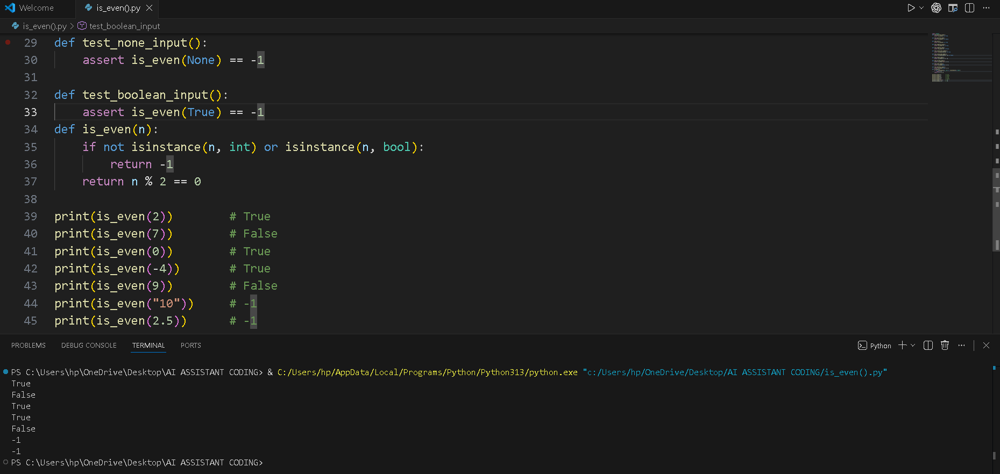 Welcome
is_even().py
is_even().py > test_boolean_input
29 def test_none_input():
30 assert is_even(None) == -1
31
32 def test_boolean_input():
33 assert is_even(True) == -1
34 def is_even(n):
35 if not isinstance(n, int) or isinstance(n, bool):
36 return -1
37 return n % 2 == 0
38
39 print(is_even(2)) # True
40 print(is_even(7)) # False
41 print(is_even(0)) # True
42 print(is_even(-4)) # True
43 print(is_even(9)) # False
44 print(is_even("10")) # -1
45 print(is_even(2.5)) # -1
PROBLEMS DEBUG CONSOLE TERMINAL PORTS
Python
PS C:\Users\hp\OneDrive\Desktop\AI ASSISTANT CODING> & C:/Users/hp/AppData/Local/Programs/Python/Python313/python.exe "c:/Users/hp/OneDrive/Desktop/AI ASSISTANT CODING/is_even().py"
True
False
True
True
False
-1
-1
PS C:\Users\hp\OneDrive\Desktop\AI ASSISTANT CODING>